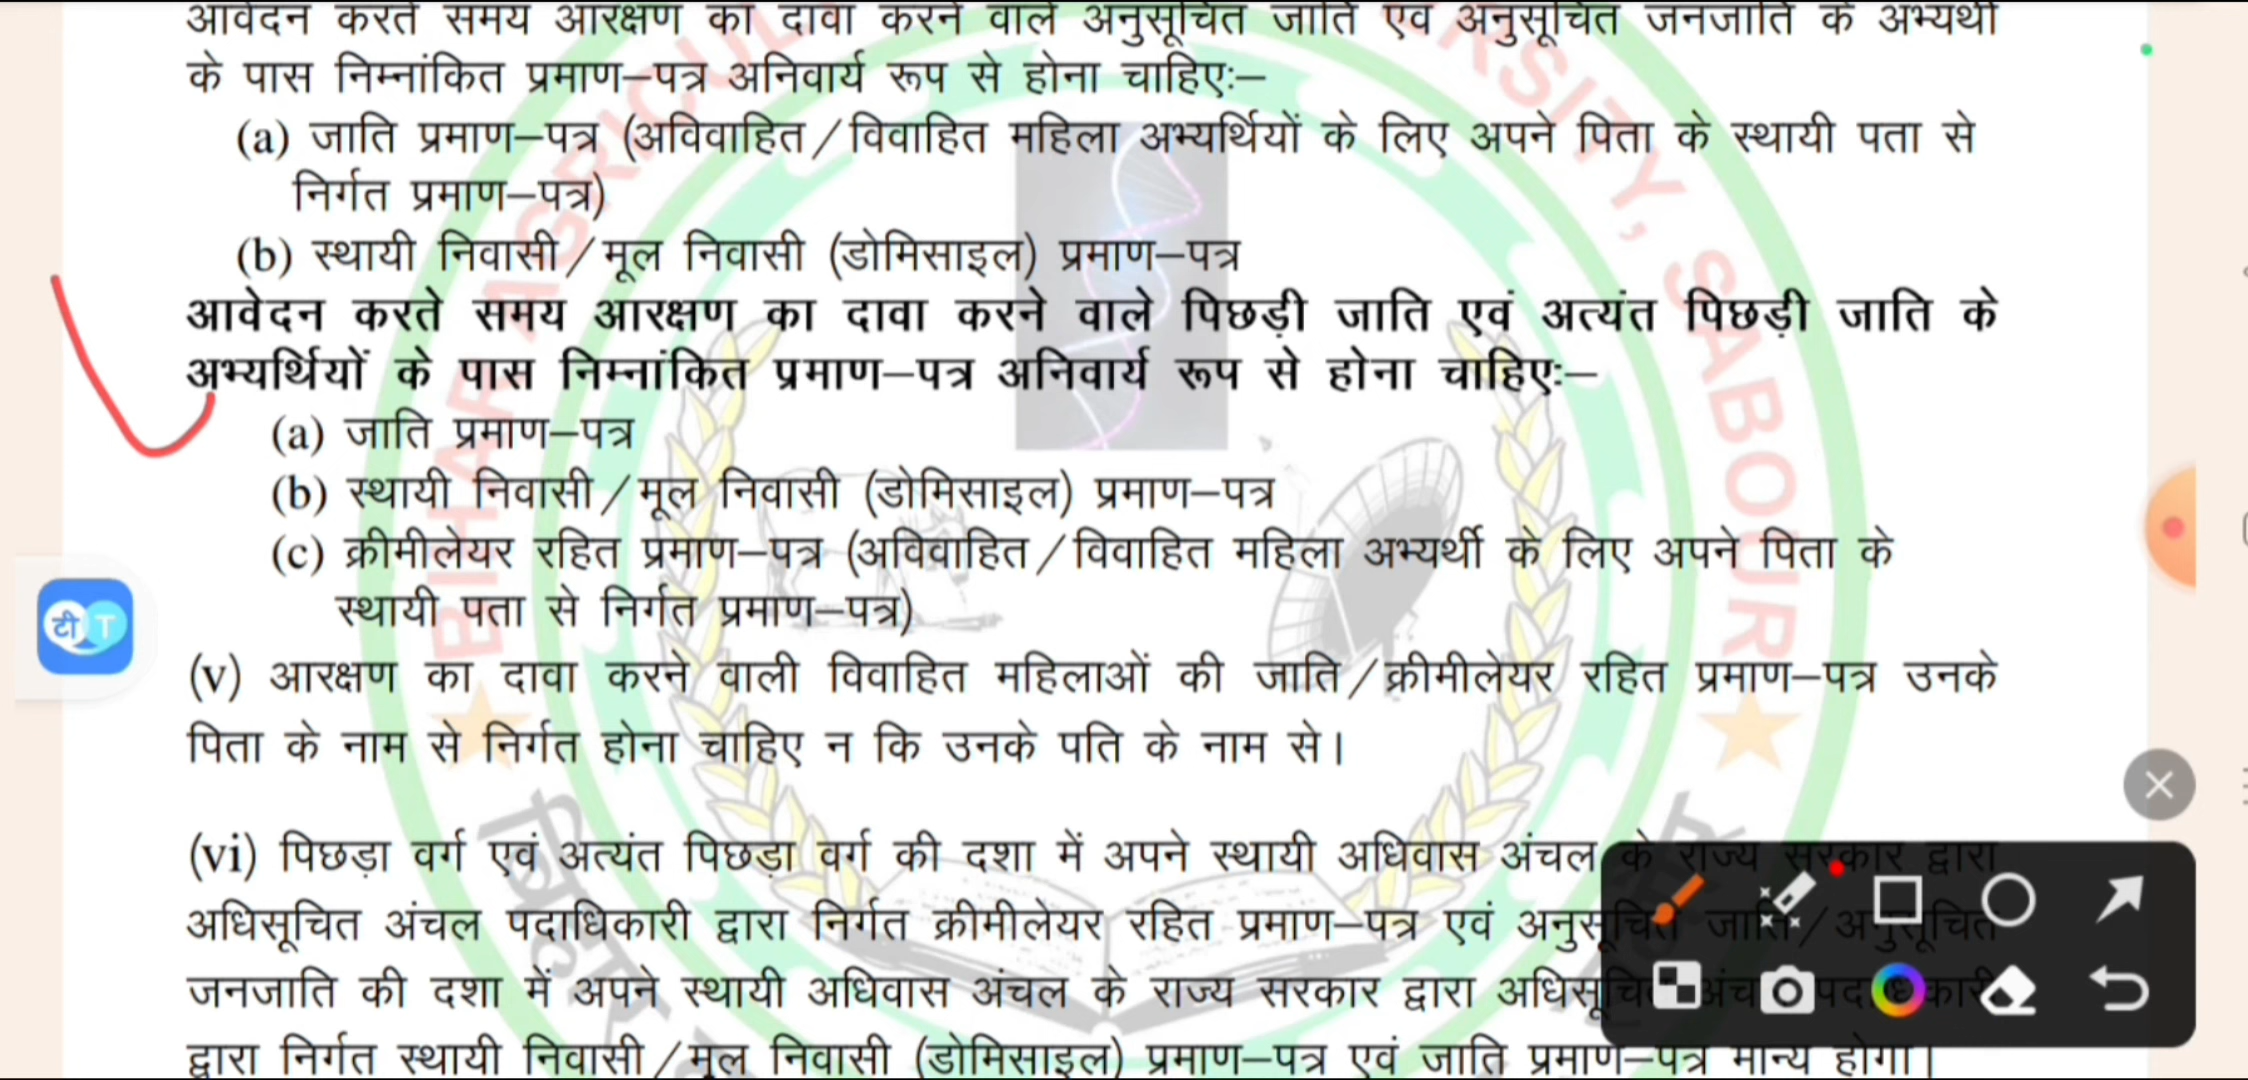 आवेदन करते समय आरक्षण का दावा करने वाले अनुसूचित जाति एवं अनुसूचित जनजाति के अभ्यर्थी
के पास निम्नांकित प्रमाण–पत्र अनिवार्य रूप से होना चाहिएः–
(a) जाति प्रमाण–पत्र (अविवाहित/विवाहित महिला अभ्यर्थियों के लिए अपने पिता के स्थायी पता से
निर्गत प्रमाण–पत्र)
(b) स्थायी निवासी/मूल निवासी (डोमिसाइल) प्रमाण–पत्र
आवेदन करते समय आरक्षण का दावा करने वाले पिछड़ी जाति एवं अत्यंत पिछड़ी जाति के
अभ्यर्थियों के पास निम्नांकित प्रमाण–पत्र अनिवार्य रूप से होना चाहिएः–
(a) जाति प्रमाण–पत्र
(b) स्थायी निवासी/मूल निवासी (डोमिसाइल) प्रमाण–पत्र
(c) क्रीमीलेयर रहित प्रमाण–पत्र (अविवाहित/विवाहित महिला अभ्यर्थी के लिए अपने पिता के
स्थायी पता से निर्गत प्रमाण–पत्र)
(v) आरक्षण का दावा करने वाली विवाहित महिलाओं की जाति/क्रीमीलेयर रहित प्रमाण–पत्र उनके
पिता के नाम से निर्गत होना चाहिए न कि उनके पति के नाम से।
(vi) पिछड़ा वर्ग एवं अत्यंत पिछड़ा वर्ग की दशा में अपने स्थायी अधिवास अंचल के राज्य सरकार द्वारा
अधिसूचित अंचल पदाधिकारी द्वारा निर्गत क्रीमीलेयर रहित प्रमाण–पत्र एवं अनुसूचित जाति/अनुसूचित
जनजाति की दशा में अपने स्थायी अधिवास अंचल के राज्य सरकार द्वारा
द्वारा निर्गत स्थायी निवासी/मूल निवासी (डोमिसाइल) प्रमाण–पत्र एवं जाति प्रमाण–पत्र मान्य होगा।
टी T
BIHAR AGRICUL
RSITY, SABOUR